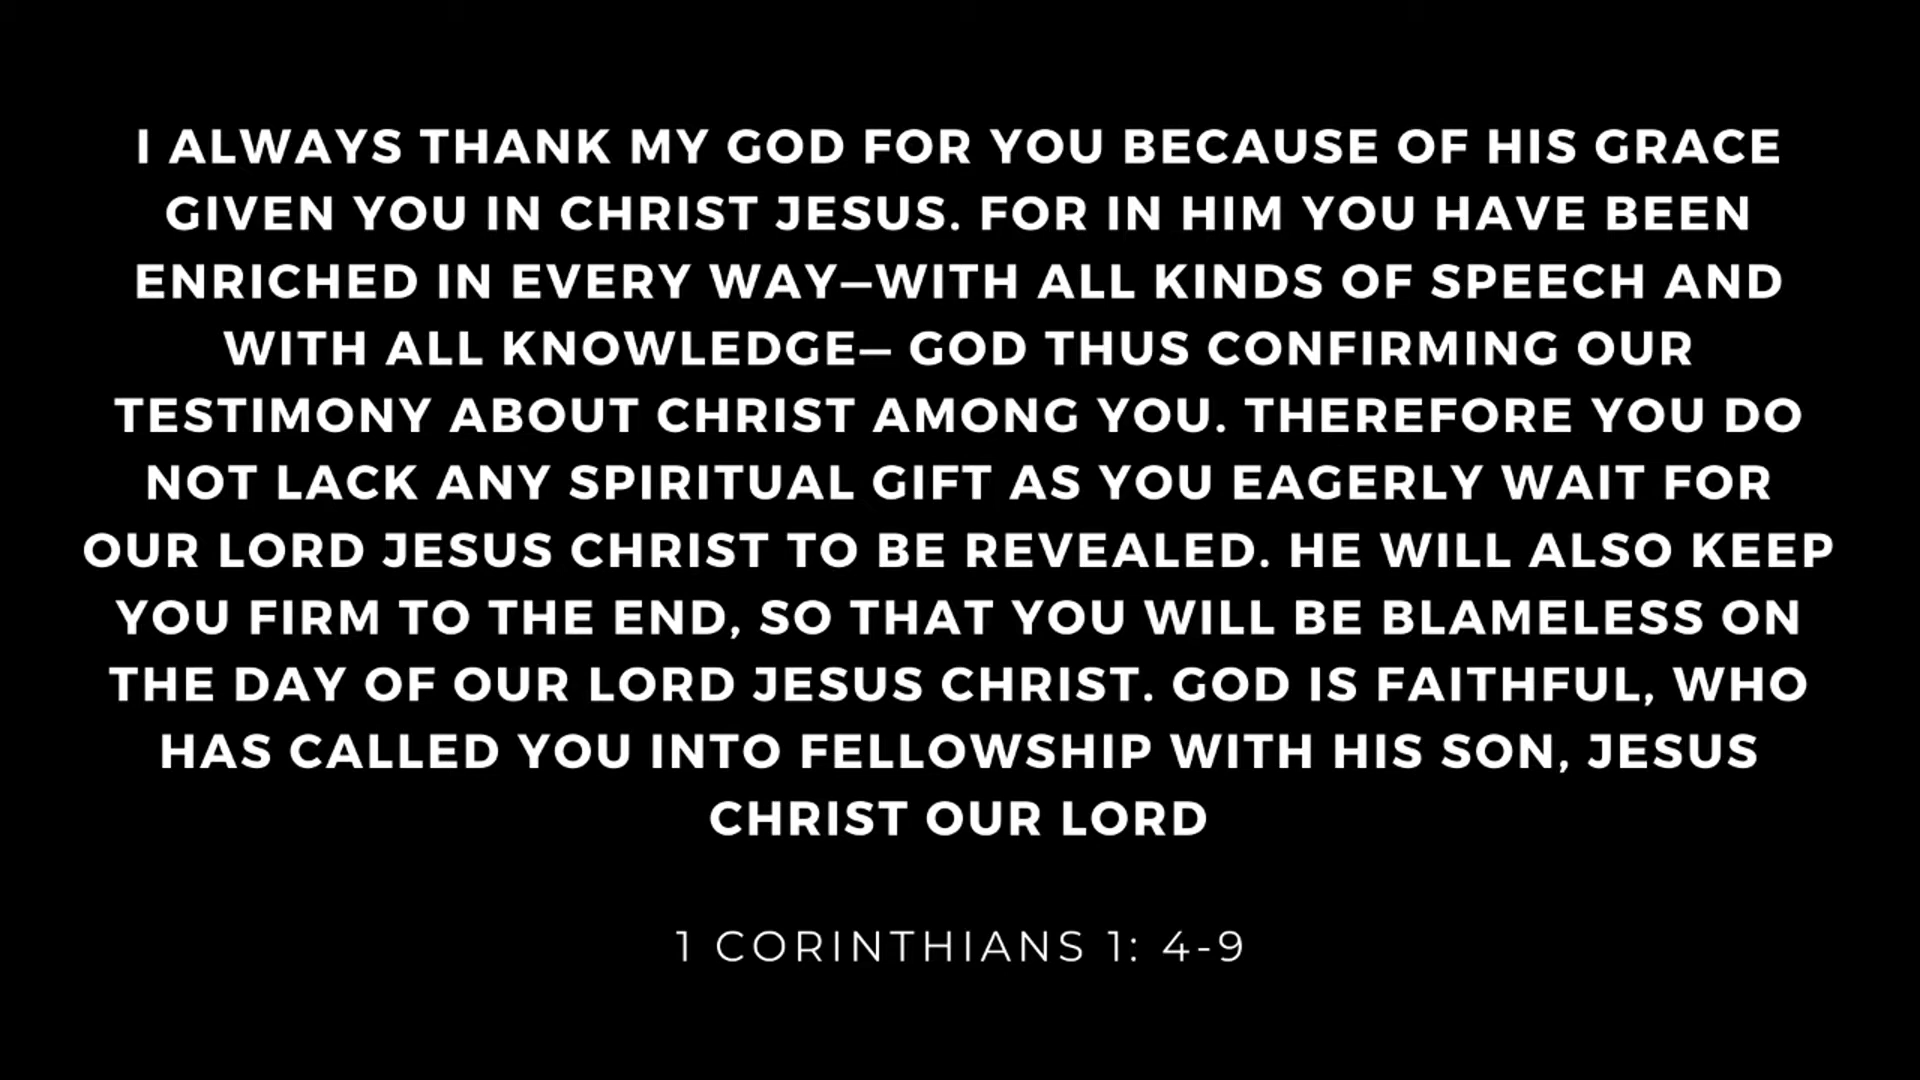 I ALWAYS THANK MY GOD FOR YOU BECAUSE OF HIS GRACE
GIVEN YOU IN CHRIST JESUS. FOR IN HIM YOU HAVE BEEN
ENRICHED IN EVERY WAY—WITH ALL KINDS OF SPEECH AND
WITH ALL KNOWLEDGE— GOD THUS CONFIRMING OUR
TESTIMONY ABOUT CHRIST AMONG YOU. THEREFORE YOU DO
NOT LACK ANY SPIRITUAL GIFT AS YOU EAGERLY WAIT FOR
OUR LORD JESUS CHRIST TO BE REVEALED. HE WILL ALSO KEEP
YOU FIRM TO THE END, SO THAT YOU WILL BE BLAMELESS ON
THE DAY OF OUR LORD JESUS CHRIST. GOD IS FAITHFUL, WHO
HAS CALLED YOU INTO FELLOWSHIP WITH HIS SON, JESUS
CHRIST OUR LORD
1 CORINTHIANS 1: 4-9